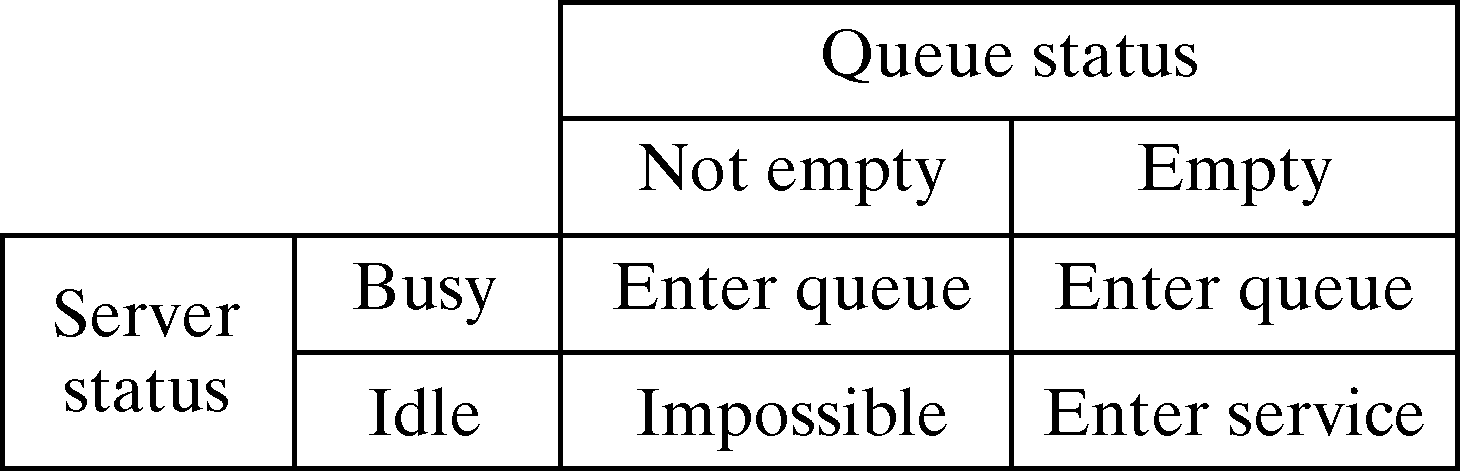 Queue status
Not empty Empty
Server status
Busy Enter queue Enter queue
Idle Impossible Enter service